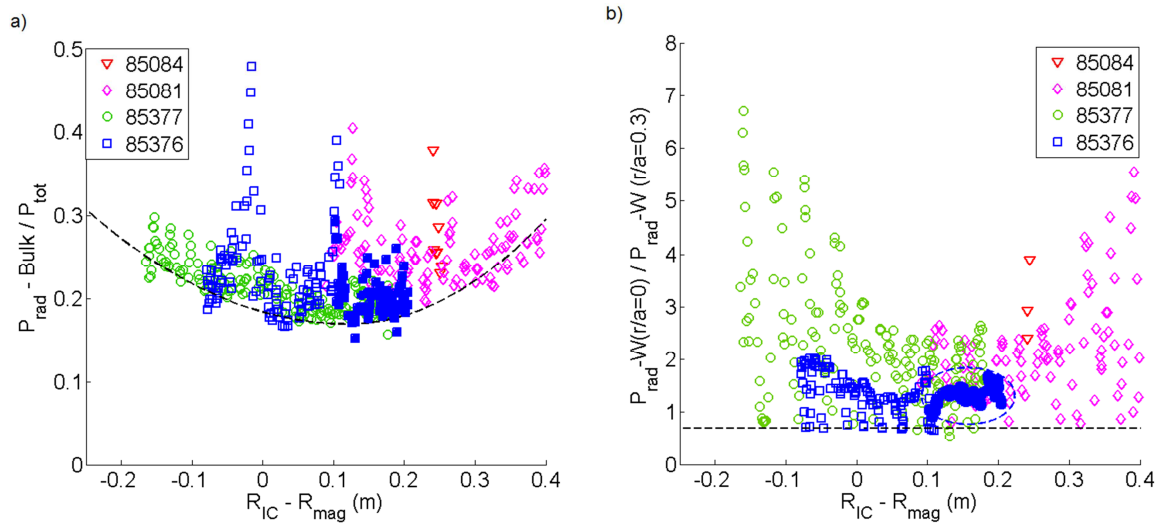 a)
85084
85081
85377
85376
P_rad - Bulk / P_tot
0.5
0.4
0.3
0.2
0.1
0
-0.2 -0.1 0 0.1 0.2 0.3 0.4
R_IC - R_mag (m)
b)
85084
85081
85377
85376
P_rad-W(r/a=0) / P_rad-W (r/a=0.3)
8
7
6
5
4
3
2
1
0
-0.2 -0.1 0 0.1 0.2 0.3 0.4
R_IC - R_mag (m)